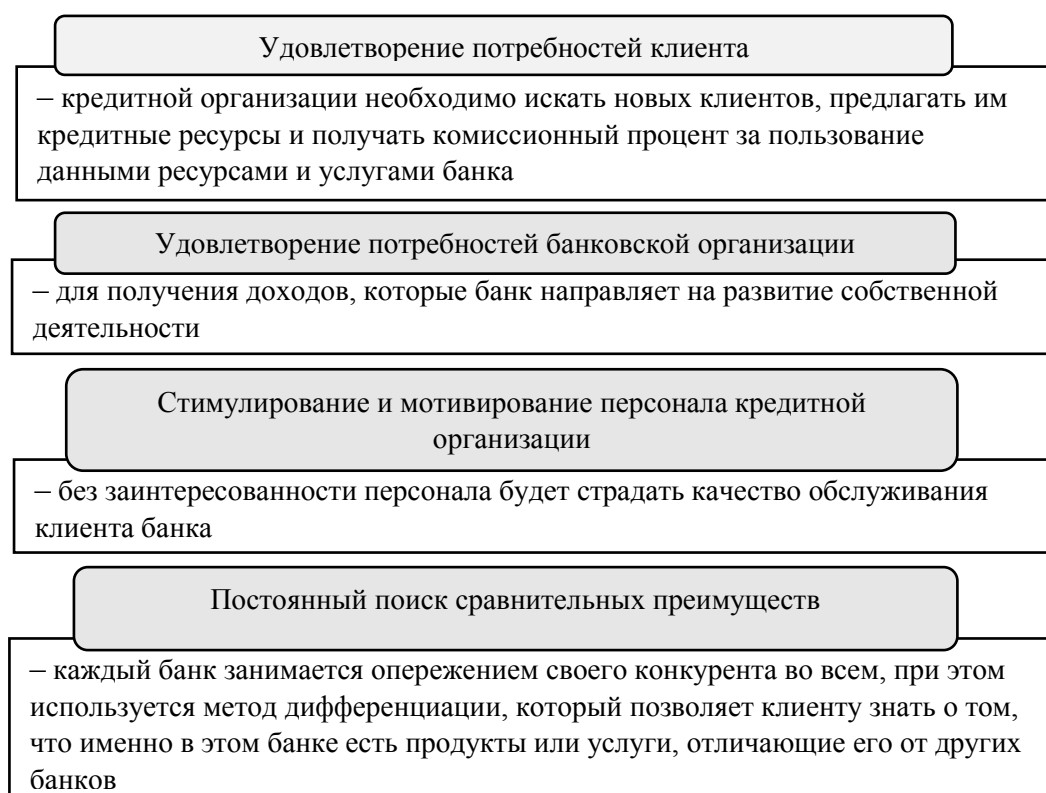 Удовлетворение потребностей клиента
– кредитной организации необходимо искать новых клиентов, предлагать им
кредитные ресурсы и получать комиссионный процент за пользование
данными ресурсами и услугами банка
Удовлетворение потребностей банковской организации
– для получения доходов, которые банк направляет на развитие собственной
деятельности
Стимулирование и мотивирование персонала кредитной
организации
– без заинтересованности персонала будет страдать качество обслуживания
клиента банка
Постоянный поиск сравнительных преимуществ
– каждый банк занимается опережением своего конкурента во всем, при этом
используется метод дифференциации, который позволяет клиенту знать о том,
что именно в этом банке есть продукты или услуги, отличающие его от других
банков